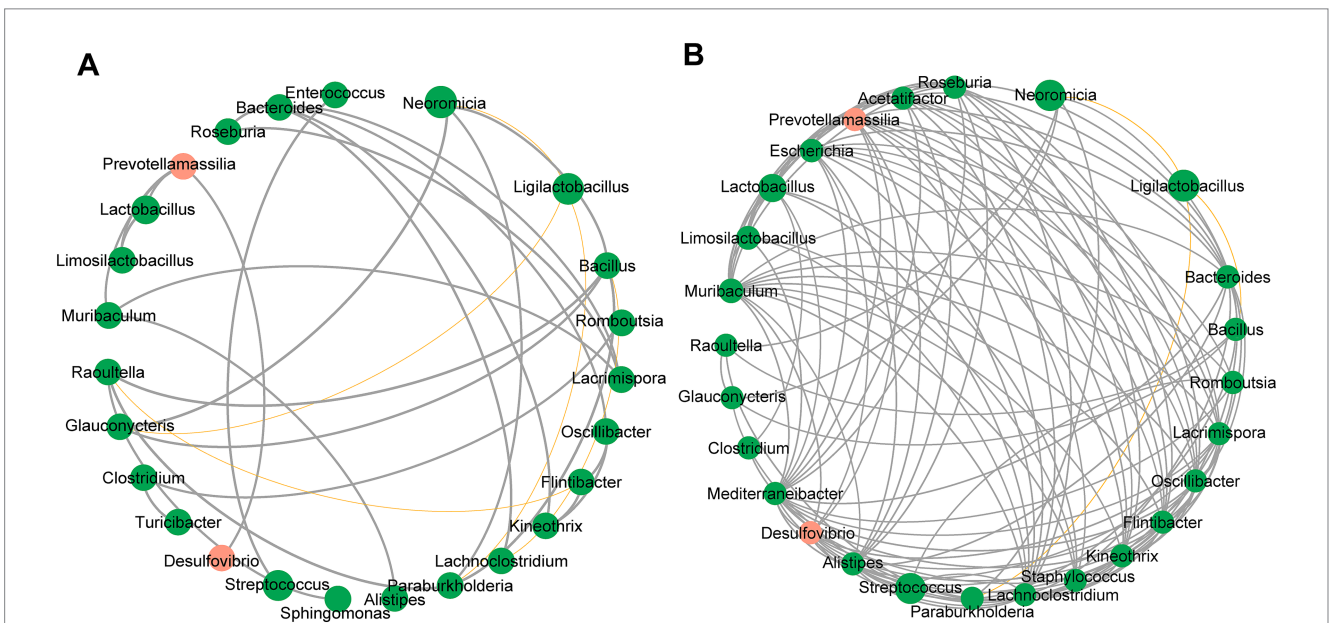 A
Enterococcus
Bacteroides
Neoromicia
Roseburia
Prevotellamassilia
Ligilactobacillus
Lactobacillus
Limosilactobacillus
Bacillus
Muribaculum
Romboutsia
Raoultella
Lacrimispora
Glauconycteris
Oscillibacter
Clostridium
Flintibacter
Turicibacter
Kineothrix
Desulfovibrio
Lachnoclostridium
Streptococcus
Paraburkholderia
Alistipes
Sphingomonas
B
Roseburia
Acetatifactor
Neoromicia
Prevotellamassilia
Escherichia
Lactobacillus
Ligilactobacillus
Limosilactobacillus
Bacteroides
Muribaculum
Bacillus
Raoultella
Romboutsia
Glauconycteris
Lacrimispora
Clostridium
Oscillibacter
Mediterraneibacter
Flintibacter
Desulfovibrio
Kineothrix
Alistipes
Staphylococcus
Streptococcus
Lachnoclostridium
Paraburkholderia